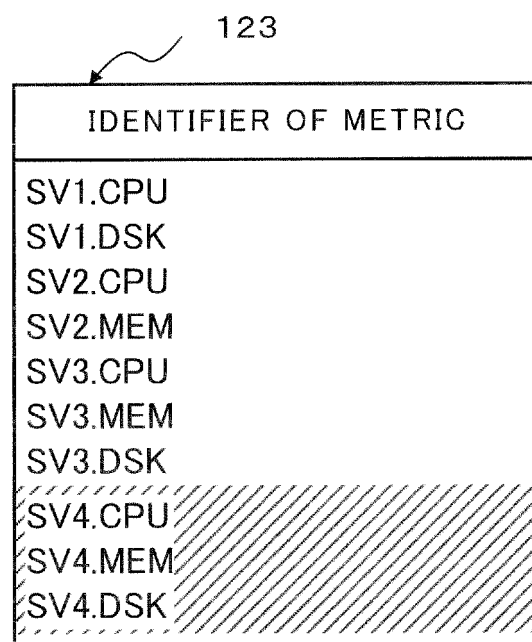 123
IDENTIFIER OF METRIC
SV1.CPU
SV1.DSK
SV2.CPU
SV2.MEM
SV3.CPU
SV3.MEM
SV3.DSK
SV4.CPU
SV4.MEM
SV4.DSK